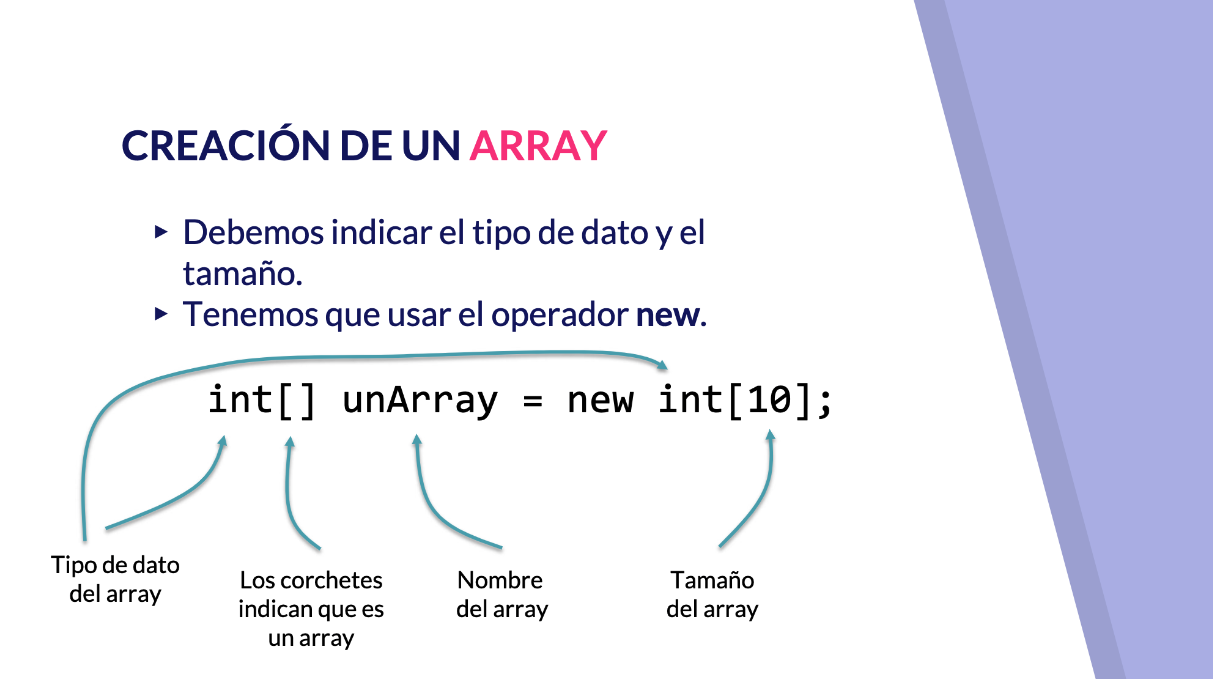 CREACIÓN DE UN ARRAY
▸ Debemos indicar el tipo de dato y el
tamaño.
▸ Tenemos que usar el operador new.
int[] unArray = new int[10];
Tipo de dato
del array
Los corchetes
indican que es
un array
Nombre
del array
Tamaño
del array